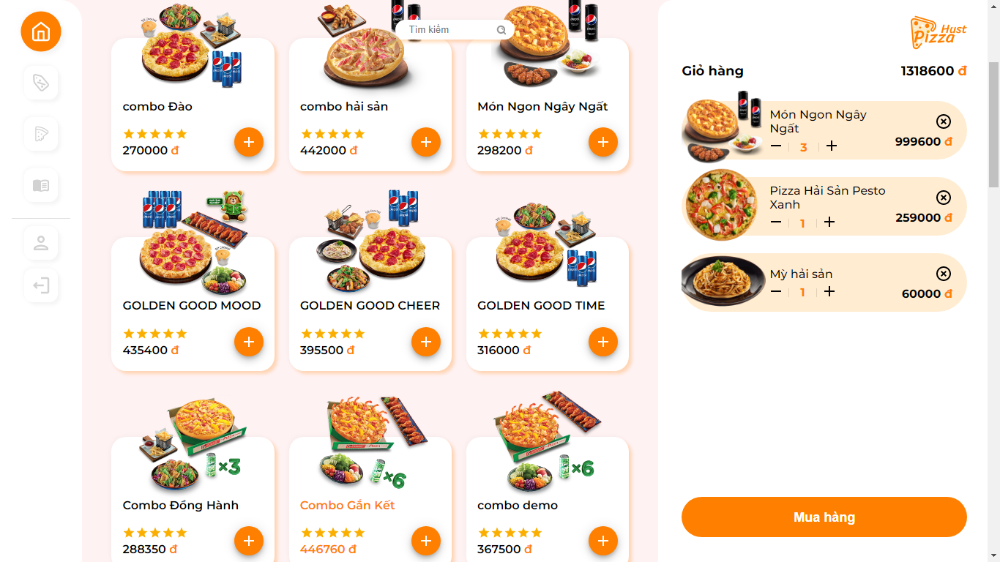 Tìm kiếm
combo Đào
270000 đ
combo hải sản
442000 đ
Món Ngon Ngây Ngất
298200 đ
GOLDEN GOOD MOOD
435400 đ
GOLDEN GOOD CHEER
395500 đ
GOLDEN GOOD TIME
316000 đ
×3
Combo Đồng Hành
288350 đ
×6
Combo Gắn Kết
446760 đ
×6
combo demo
367500 đ
Hust
Pizza
Giỏ hàng
1318600 đ
Món Ngon Ngây
Ngất
3
999600 đ
Pizza Hải Sản Pesto
Xanh
1
259000 đ
Mỳ hải sản
1
60000 đ
Mua hàng